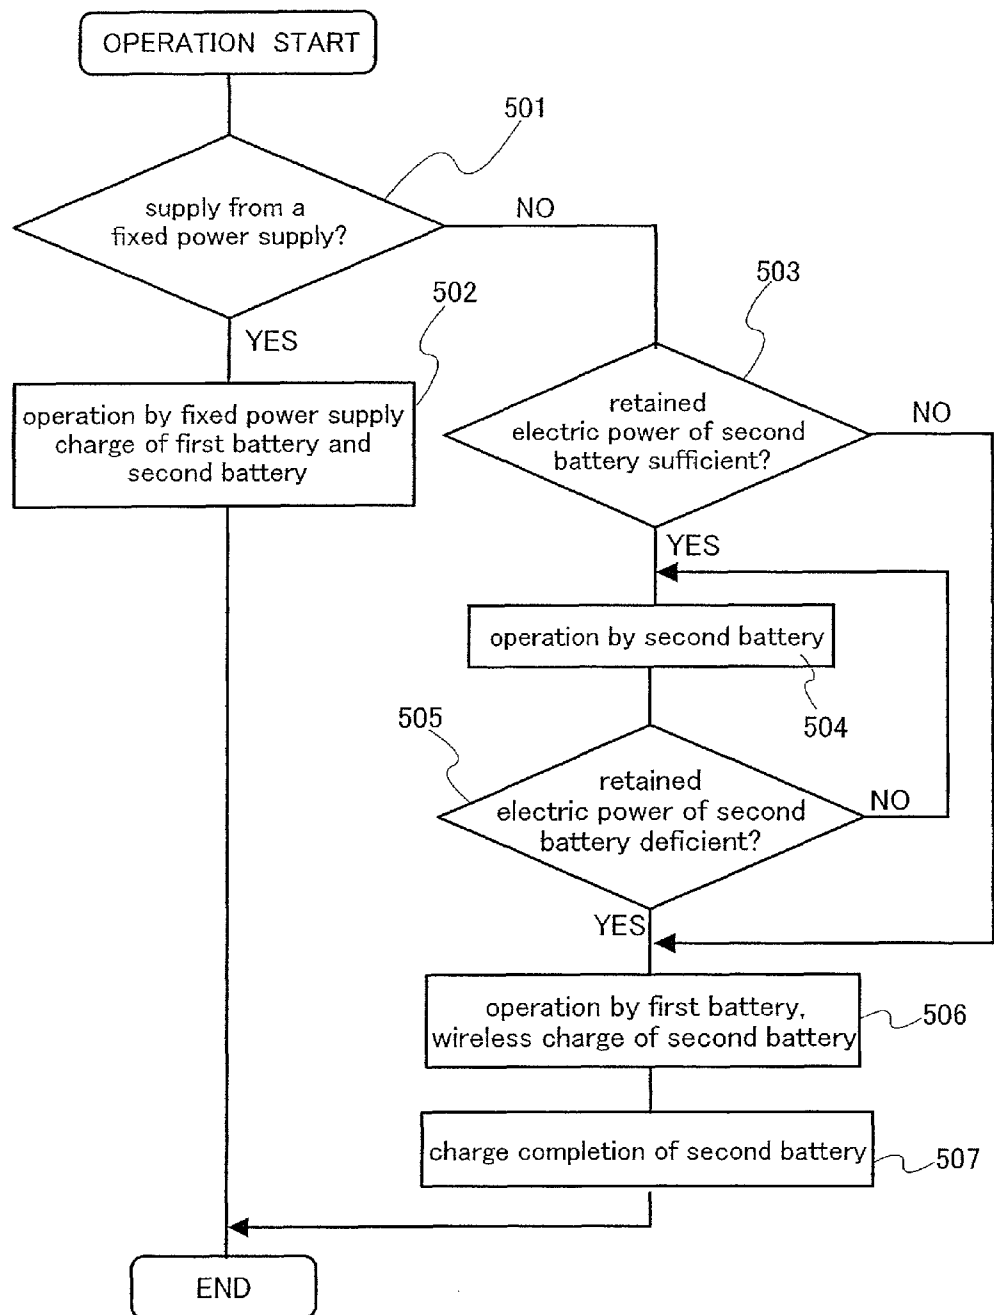 OPERATION START
501
supply from a
fixed power supply?
NO
YES
502
operation by fixed power supply
charge of first battery and
second battery
503
retained
electric power of second
battery sufficient?
NO
YES
operation by second battery
504
505
retained
electric power of second
battery deficient?
NO
YES
operation by first battery,
wireless charge of second battery
506
charge completion of second battery
507
END